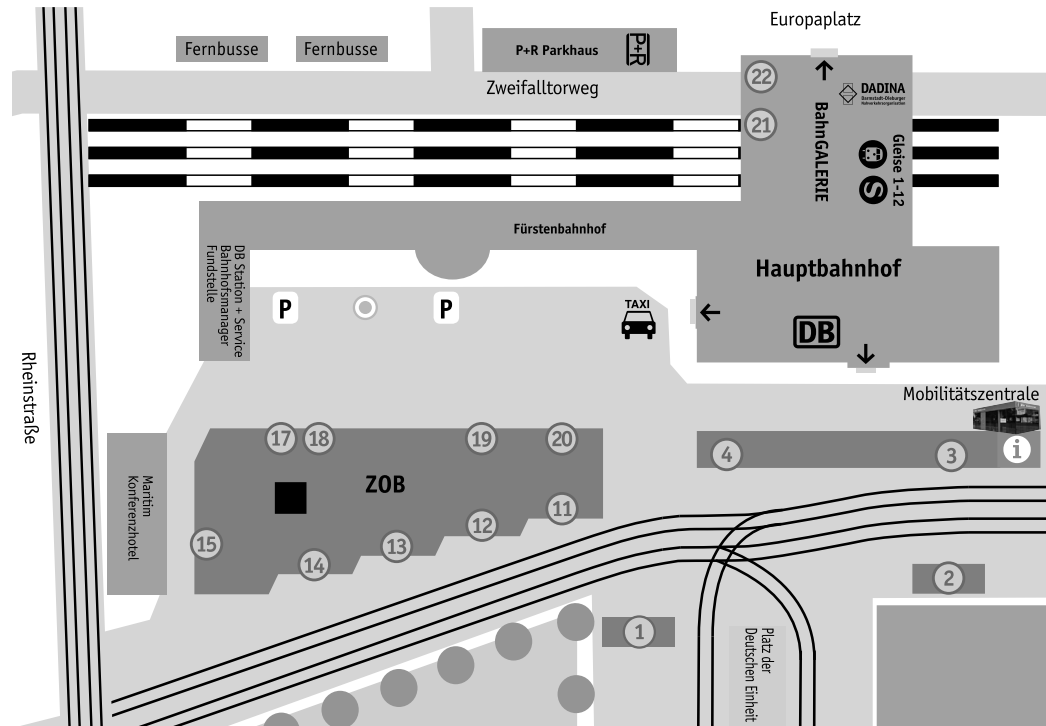 Europaplatz
Fernbusse
Fernbusse
P+R Parkhaus
P+R
Zweifalltorweg
22
DADINA
Darmstadt-Dieburger
Nahverkehrsorganisation
21
BahnGALERIE
Gleise 1-12
S
Fürstenbahnhof
DB Station + Service
Bahnhofsmanager
Fundstelle
Hauptbahnhof
P
P
TAXI
DB
Rheinstraße
Mobilitätszentrale
17
18
19
20
4
3
i
ZOB
Maritim
Konferenzhotel
15
14
13
12
11
2
1
Platz der
Deutschen Einheit